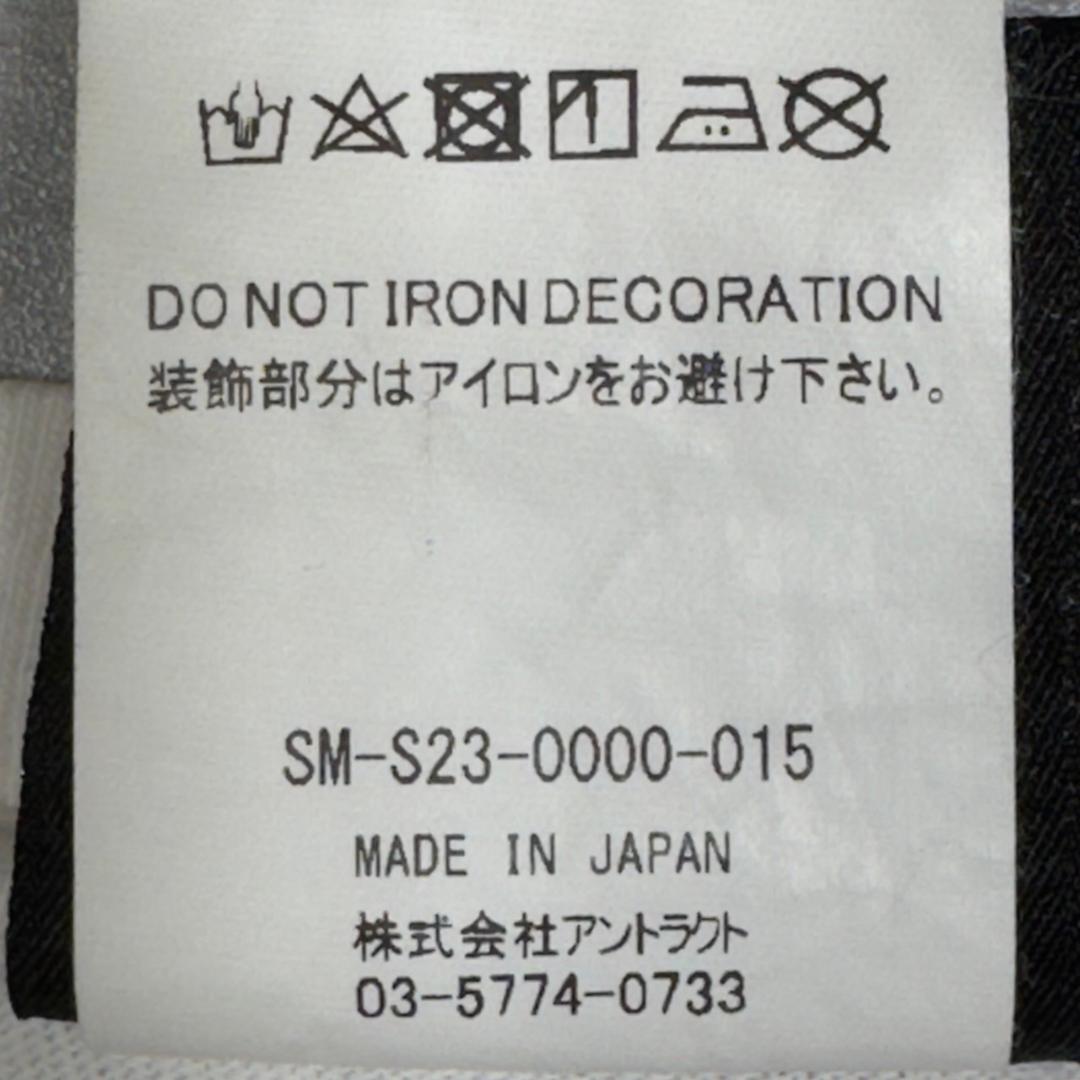 DO NOT IRON DECORATION
装飾部分はアイロンをお避け下さい。
SM-S23-0000-015
MADE IN JAPAN
株式会社アントラクト
03-5774-0733